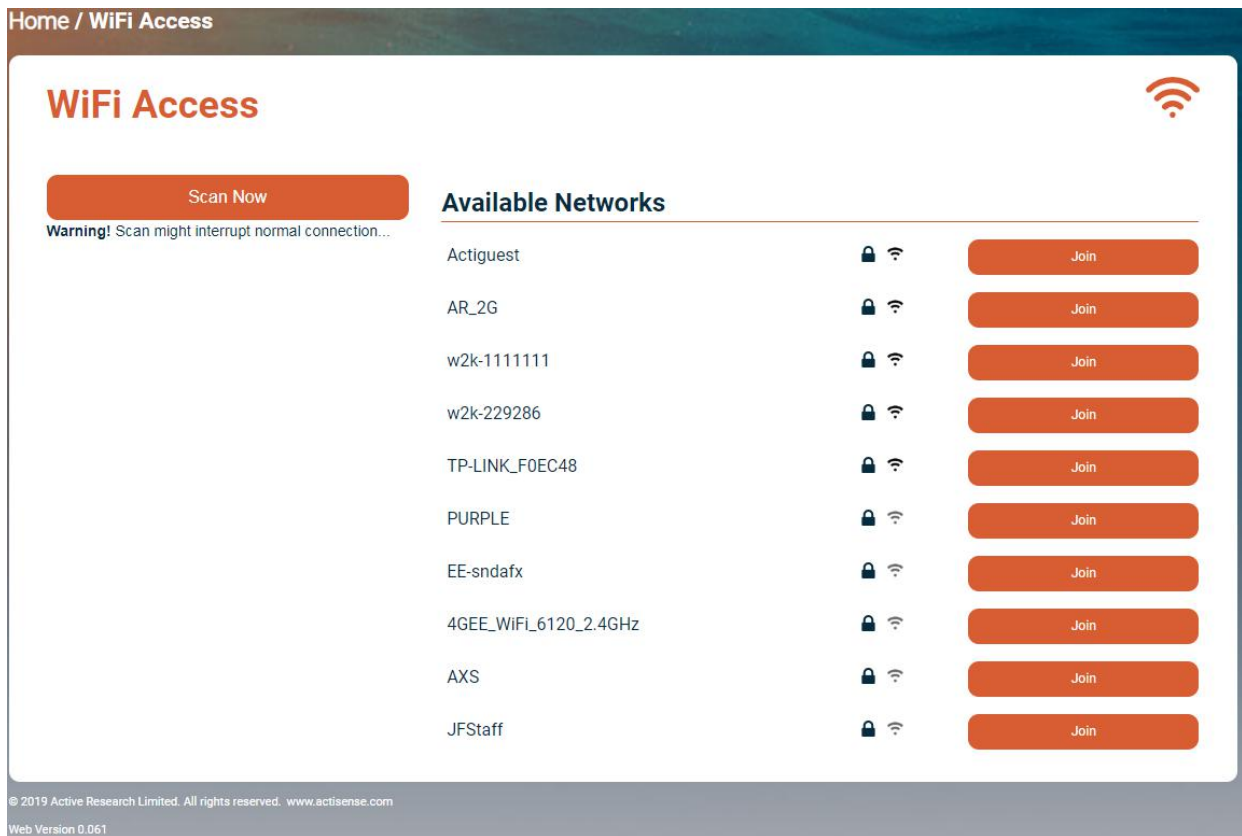 Home / WiFi Access
WiFi Access
Scan Now
Warning! Scan might interrupt normal connection...
Available Networks
Actiguest Join
AR_2G Join
w2k-1111111 Join
w2k-229286 Join
TP-LINK_F0EC48 Join
PURPLE Join
EE-sndafx Join
4GEE_WiFi_6120_2.4GHz Join
AXS Join
JFStaff Join
© 2019 Active Research Limited. All rights reserved. www.actisense.com
Web Version 0.061